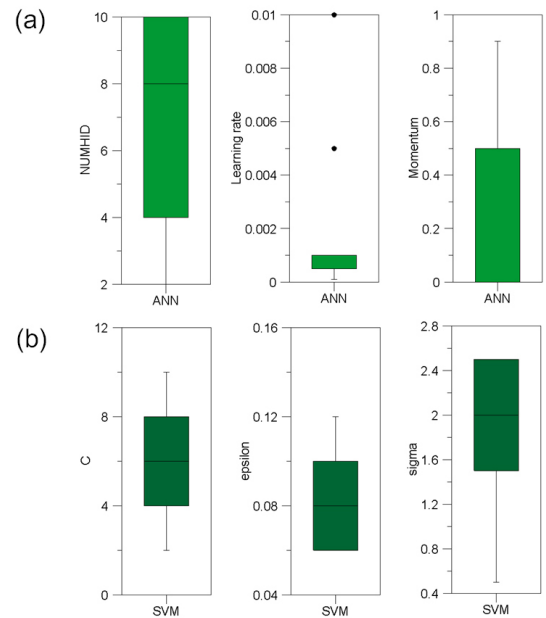 (a)
NUMHID
10
8
6
4
2
ANN
Learning rate
0.01
0.008
0.006
0.004
0.002
0
ANN
Momentum
1
0.8
0.6
0.4
0.2
0
ANN
(b)
C
12
8
4
0
SVM
epsilon
0.16
0.12
0.08
0.04
SVM
sigma
2.8
2.4
2
1.6
1.2
0.8
0.4
SVM